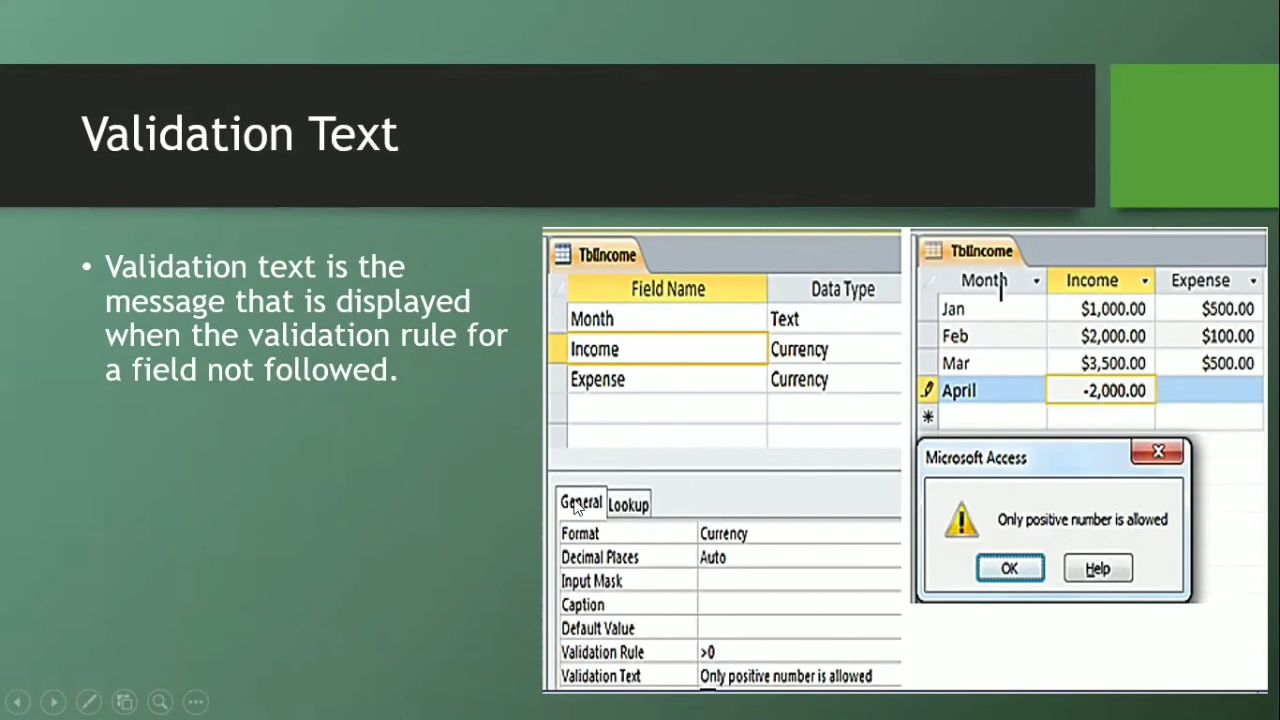 Validation Text
• Validation text is the
message that is displayed
when the validation rule for
a field not followed.
TblIncome
Field Name Data Type
Month Text
Income Currency
Expense Currency
General Lookup
Format Currency
Decimal Places Auto
Input Mask
Caption
Default Value
Validation Rule >0
Validation Text Only positive number is allowed
TblIncome
Month Income Expense
Jan $1,000.00 $500.00
Feb $2,000.00 $100.00
Mar $3,500.00 $500.00
April -2,000.00
Microsoft Access
Only positive number is allowed
OK Help